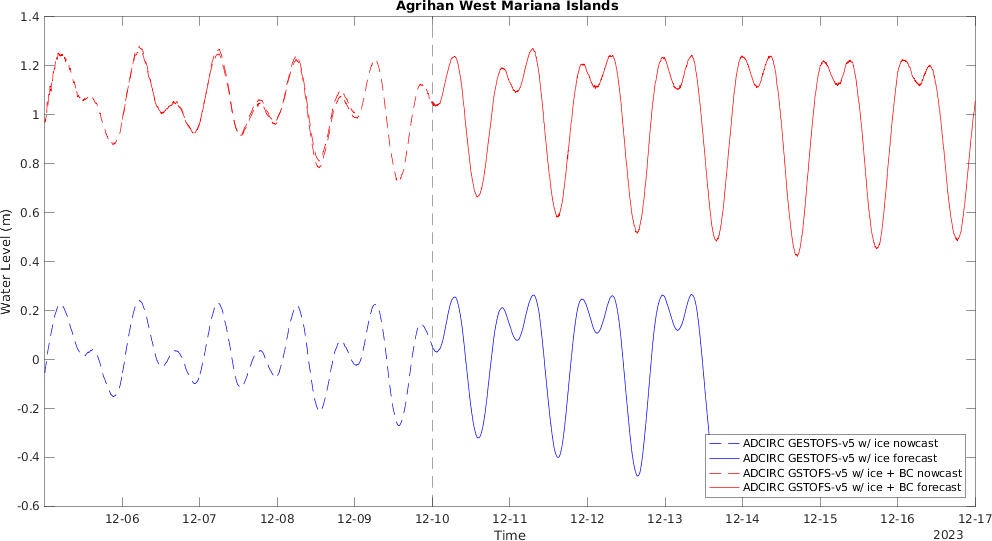 Agrihan West Mariana Islands
1.4
1.2
1
0.8
0.6
0.4
0.2
0
-0.2
-0.4
-0.6
Water Level (m)
12-06 12-07 12-08 12-09 12-10 12-11 12-12 12-13 12-14 12-15 12-16 12-17
Time
2023
ADCIRC GESTOFS-v5 w/ ice nowcast
ADCIRC GESTOFS-v5 w/ ice forecast
ADCIRC GSTOFS-v5 w/ ice + BC nowcast
ADCIRC GSTOFS-v5 w/ ice + BC forecast